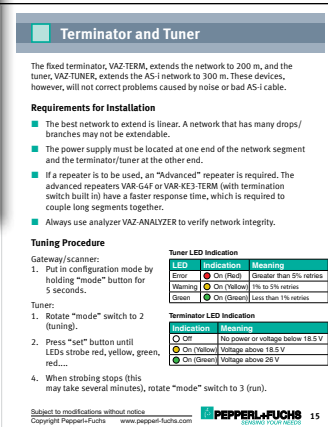 Terminator and Tuner
The fixed terminator, VAZ-TERM, extends the network to 200 m, and the
tuner, VAZ-TUNER, extends the AS-i network to 300 m. These devices,
however, will not correct problems caused by noise or bad AS-i cable.
Requirements for Installation
The best network to extend is linear. A network that has many drops/
branches may not be extendable.
The power supply must be located at one end of the network segment
and the terminator/tuner at the other end.
If a repeater is to be used, an "Advanced" repeater is required. The
advanced repeaters VAR-G4F or VAR-KE3-TERM (with termination
switch built in) have a faster response time, which is required to
couple long segments together.
Always use analyzer VAZ-ANALYZER to verify network integrity.
Tuning Procedure
Gateway/scanner:
1. Put in configuration mode by
holding "mode" button for
5 seconds.
Tuner:
1. Rotate "mode" switch to 2
(tuning).
2. Press "set" button until
LEDs strobe red, yellow, green,
red....
4. When strobing stops (this
may take several minutes), rotate "mode" switch to 3 (run).
Tuner LED Indication
LED Indication Meaning
Error On (Red) Greater than 5% retries
Warning On (Yellow) 1% to 5% retries
Green On (Green) Less than 1% retries
Terminator LED Indication
Indication Meaning
Off No power or voltage below 18.5 V
On (Yellow) Voltage above 18.5 V
On (Green) Voltage above 26 V
Subject to modifications without notice
Copyright Pepperl+Fuchs www.pepperl-fuchs.com
PEPPERL+FUCHS
SENSING YOUR NEEDS
15